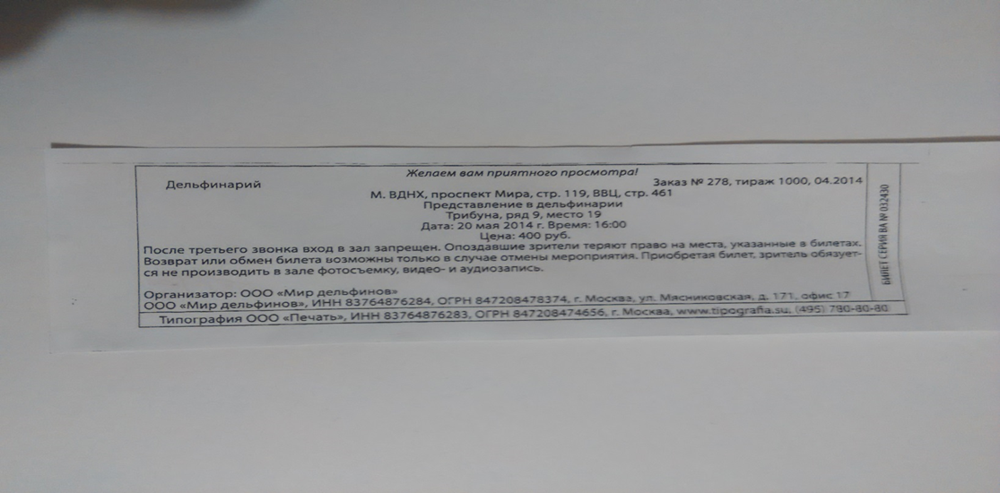 Желаем вам приятного просмотра!
Дельфинарий
Заказ № 278, тираж 1000, 04.2014
М. ВДНХ, проспект Мира, стр. 119, ВВЦ, стр. 461
Представление в дельфинарии
Трибуна, ряд 9, место 19
Дата: 20 мая 2014 г. Время: 16:00
Цена: 400 руб.
После третьего звонка вход в зал запрещен. Опоздавшие зрители теряют право на места, указанные в билетах.
Возврат или обмен билета возможны только в случае отмены мероприятия. Приобретая билет, зритель обязует-
ся не производить в зале фотосъемку, видео- и аудиозапись.
Организатор: ООО «Мир дельфинов»
ООО «Мир дельфинов», ИНН 83764876284, ОГРН 847208478374, г. Москва, ул. Мясниковская, д. 171, офис 17
Типография ООО «Печать», ИНН 83764876283, ОГРН 847208474656, г. Москва, www.tipografia.su, (495) 780-80-80
БИЛЕТ СЕРИЯ ВА № 032430